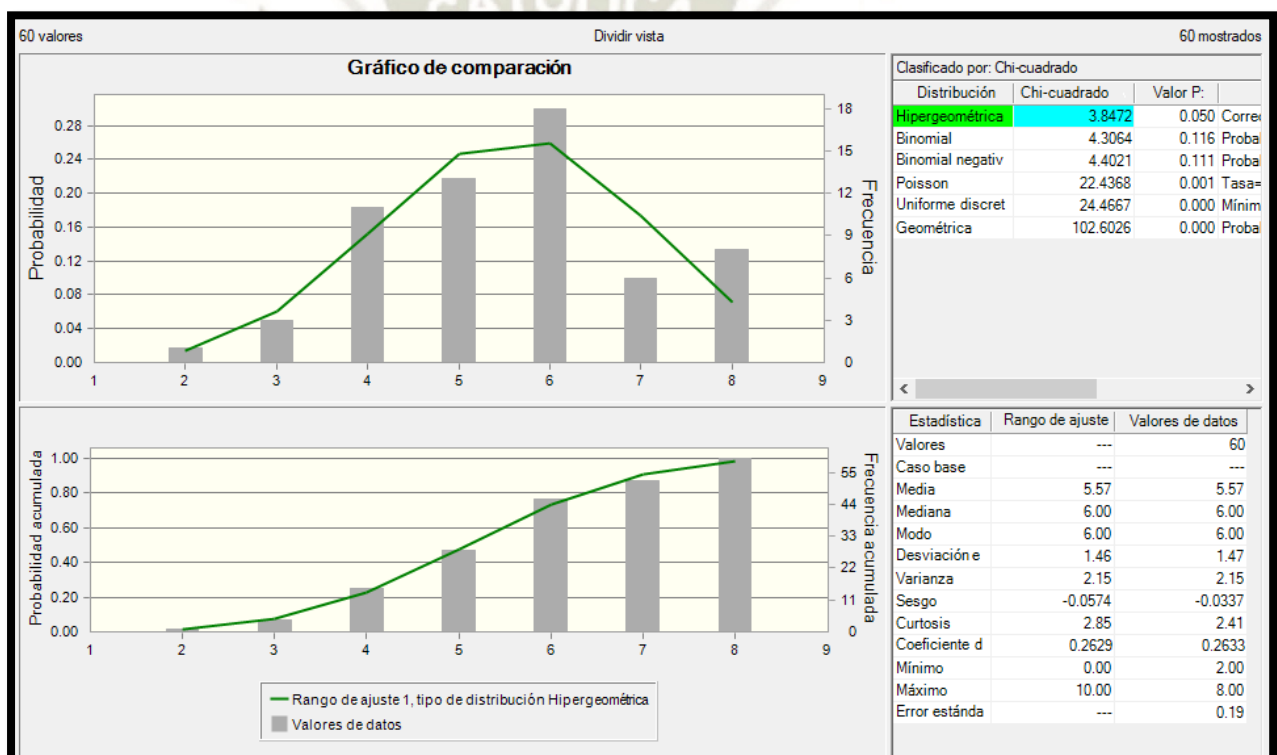 60 valores Dividir vista 60 mostrados
Gráfico de comparación
Probabilidad
0.28
0.24
0.20
0.16
0.12
0.08
0.04
0.00
18
15
12
9
6
3
0
Frecuencia
1 2 3 4 5 6 7 8 9
Clasificado por: Chi-cuadrado
Distribución Chi-cuadrado Valor P:
Hipergeométrica 3.8472 0.050 Correc
Binomial 4.3064 0.116 Probal
Binomial negativ 4.4021 0.111 Probal
Poisson 22.4368 0.001 Tasa=
Uniforme discret 24.4667 0.000 Mínim
Geométrica 102.6026 0.000 Probal
Probabilidad acumulada
1.00
0.80
0.60
0.40
0.20
0.00
55
44
33
22
11
0
Frecuencia acumulada
1 2 3 4 5 6 7 8 9
Rango de ajuste 1, tipo de distribución Hipergeométrica
Valores de datos
Estadística Rango de ajuste Valores de datos
Valores --- 60
Caso base --- ---
Media 5.57 5.57
Mediana 6.00 6.00
Modo 6.00 6.00
Desviación e 1.46 1.47
Varianza 2.15 2.15
Sesgo -0.0574 -0.0337
Curtosis 2.85 2.41
Coeficiente d 0.2629 0.2633
Mínimo 0.00 2.00
Máximo 10.00 8.00
Error estánda --- 0.19